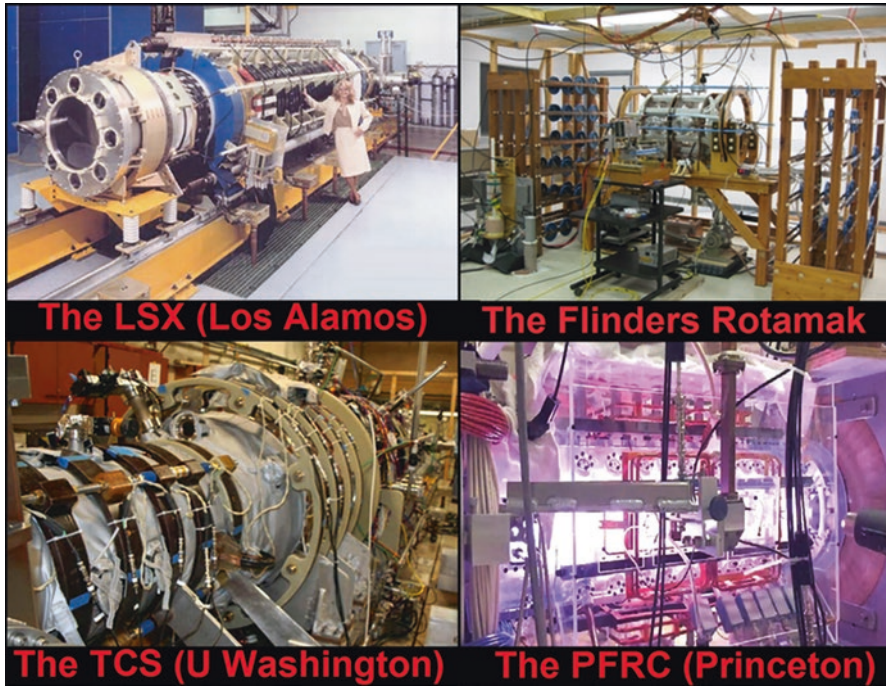 The LSX (Los Alamos)
The Flinders Rotamak
The TCS (U Washington)
The PFRC (Princeton)